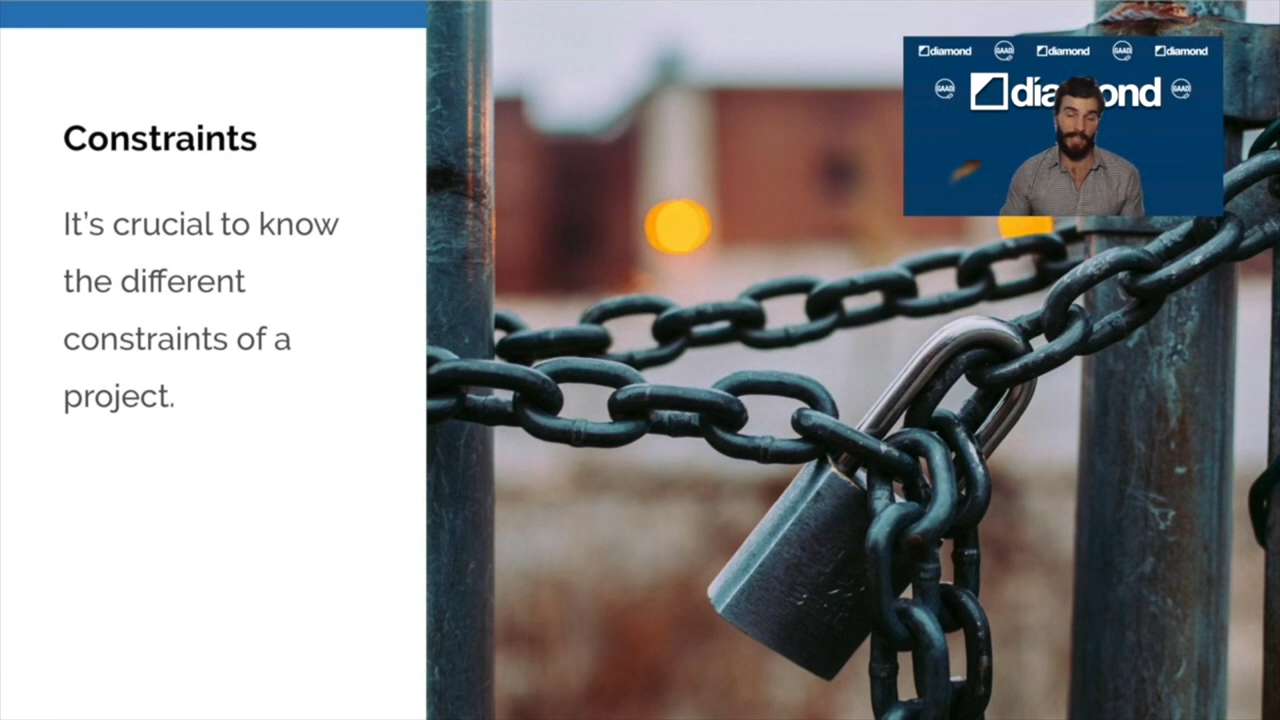 Constraints
It's crucial to know
the different
constraints of a
project.
diamond GAAD diamond GAAD diamond
GAAD diamond GAAD